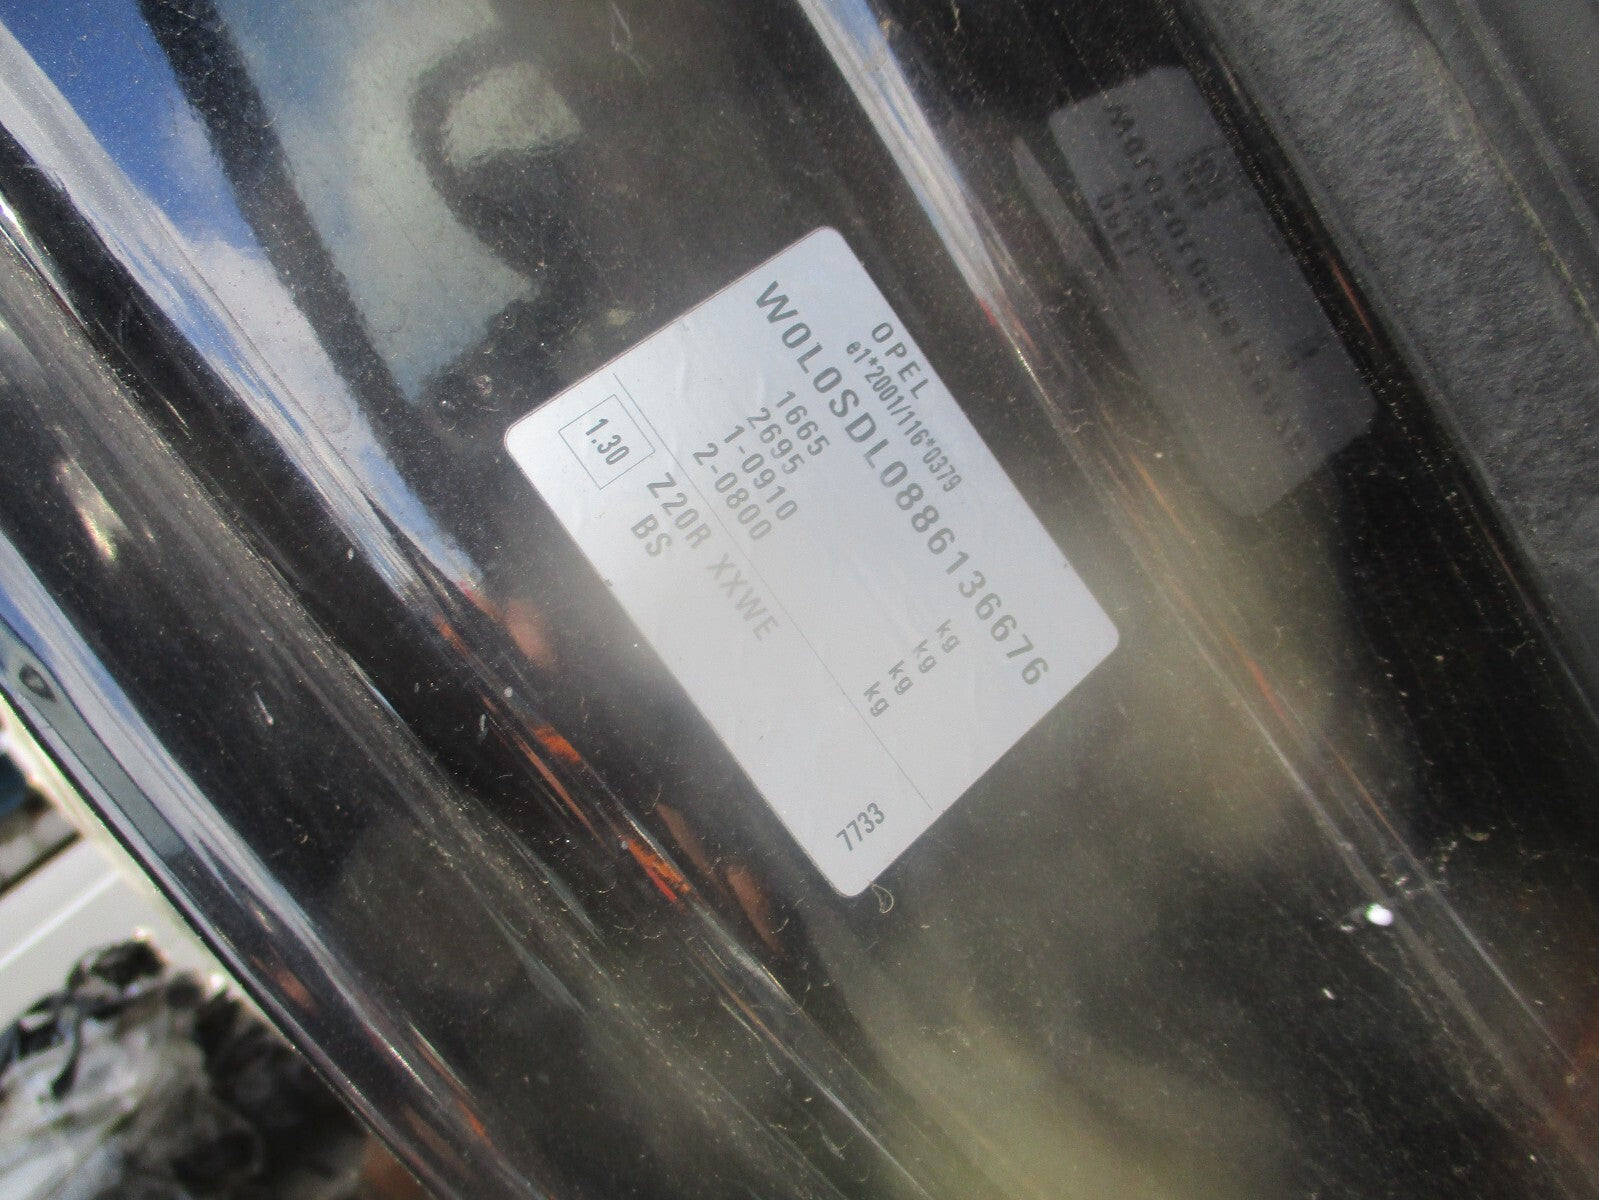 OPEL
e1*2001/116*0379
W0L0SDL0886136676
1665 kg
2695 kg
1-0910 kg
2-0800 kg
1.30 Z20R XXWE
BS
7733